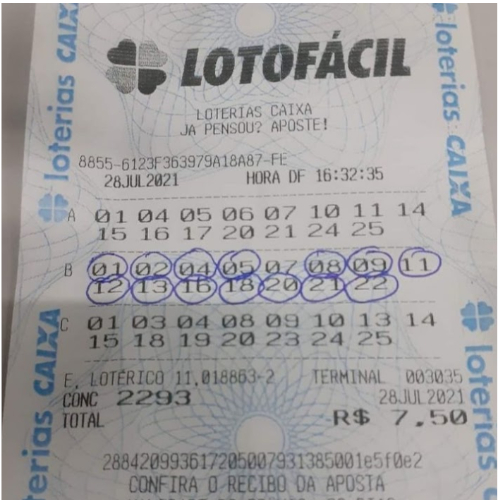 LOTOFÁCIL
LOTERIAS CAIXA
JA PENSOU? APOSTE!
8855-6123F363979A18A87-FE
28JUL2021 HORA DF 16:32:35
A 01 04 05 06 07 10 11 14
15 16 17 20 21 24 25
B 01 02 04 05 07 08 09 11
12 13 16 18 20 21 22
C 01 03 04 08 09 10 13 14
15 18 19 20 23 24 25
E. LOTÉRICO 11,018863-2 TERMINAL 003035
CONC 2293 28JUL2021
TOTAL R$ 7,50
288420993617205007931385001e5f0e2
CONFIRA O RECIBO DA APOSTA
loterias CAIXA
loterias CAIXA
loterias CAIXA
loterias